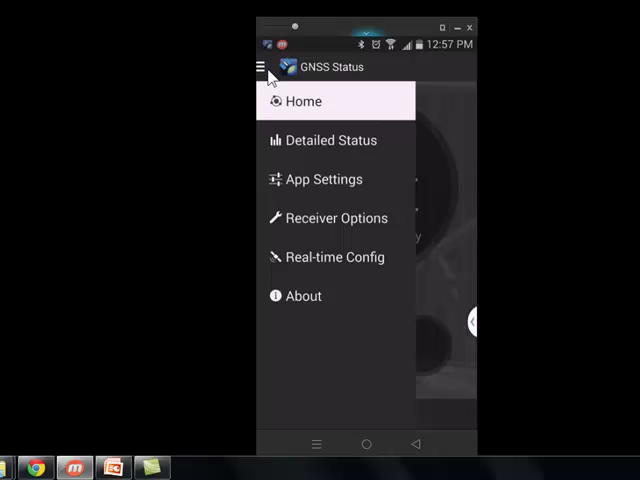 12:57 PM
GNSS Status
Home
Detailed Status
App Settings
Receiver Options
Real-time Config
About